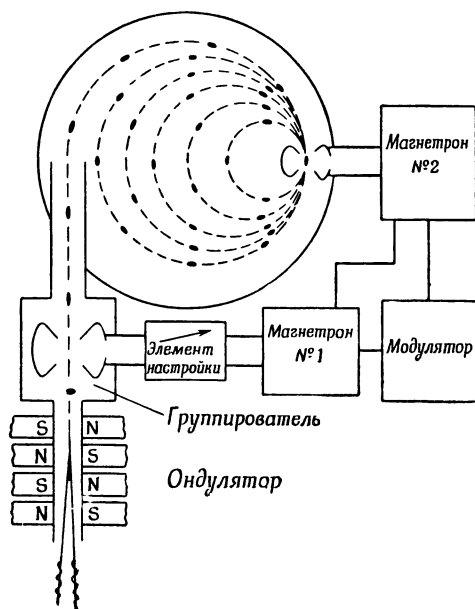 Магнетрон
№2
Элемент
настройки
Магнетрон
№1
Модулятор
Группирователь
S N
N S
S N
N S
Ондулятор